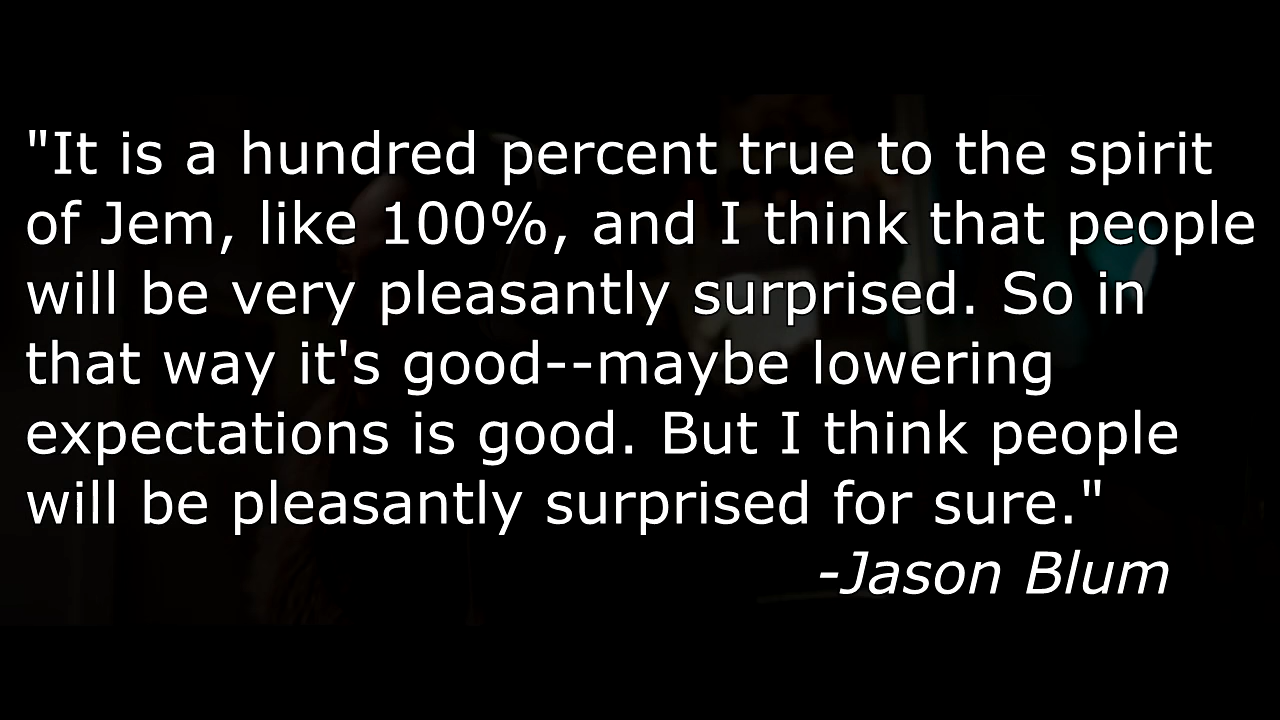 "It is a hundred percent true to the spirit
of Jem, like 100%, and I think that people
will be very pleasantly surprised. So in
that way it's good--maybe lowering
expectations is good. But I think people
will be pleasantly surprised for sure."
-Jason Blum